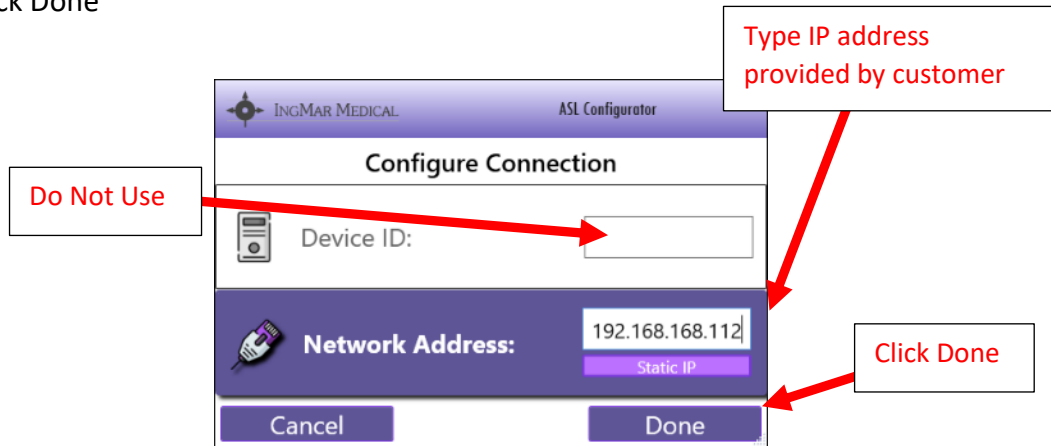 ck Done
Type IP address
provided by customer
INGMAR MEDICAL
ASL Configurator
Configure Connection
Do Not Use
Device ID:
Network Address:
192.168.168.112
Static IP
Click Done
Cancel
Done